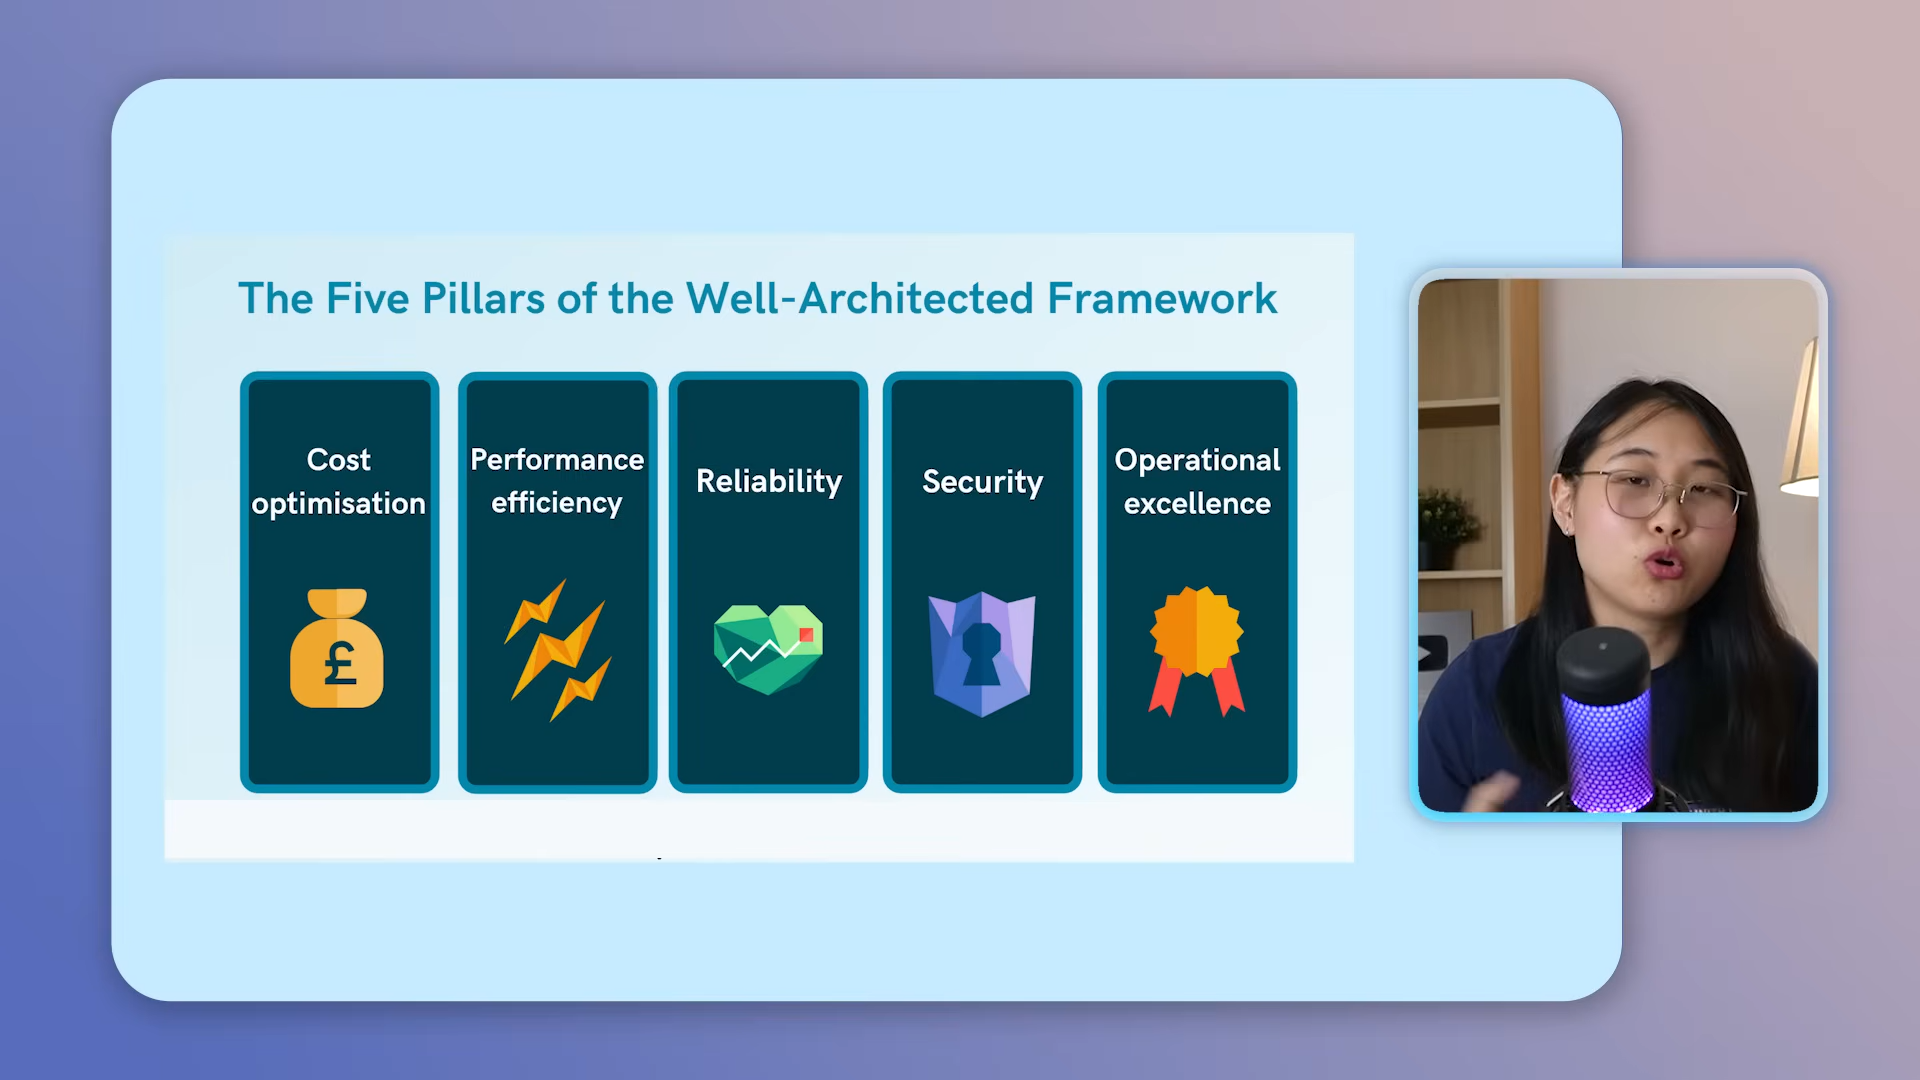 The Five Pillars of the Well-Architected Framework
Cost
optimisation
£
Performance
efficiency
Reliability
Security
Operational
excellence